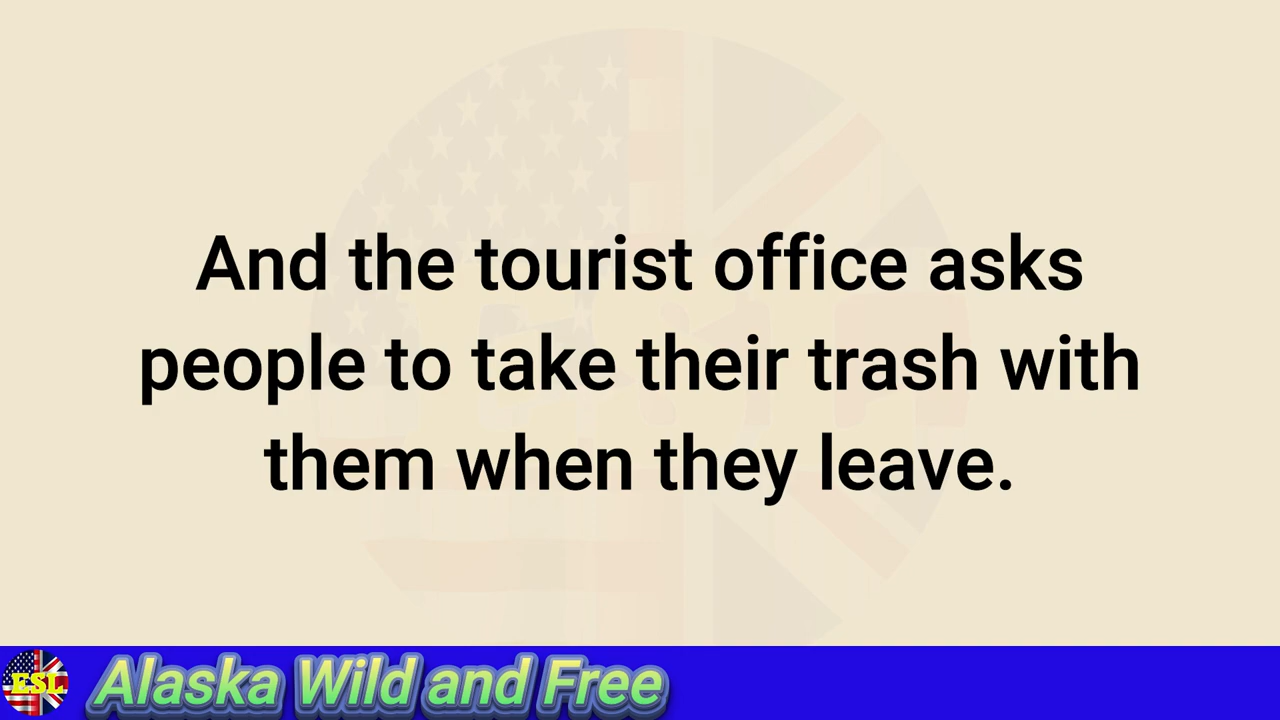 And the tourist office asks
people to take their trash with
them when they leave.
ESL
Alaska Wild and Free